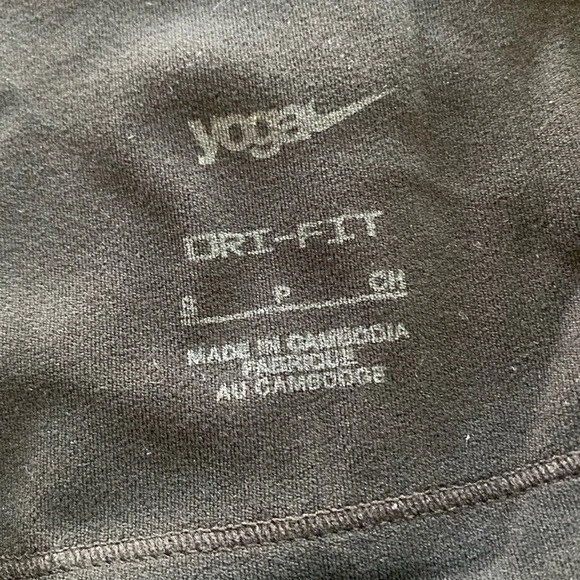 yoga
DRI-FIT
S P CH
MADE IN CAMBODIA
FABRIQUE
AU CAMBODGE